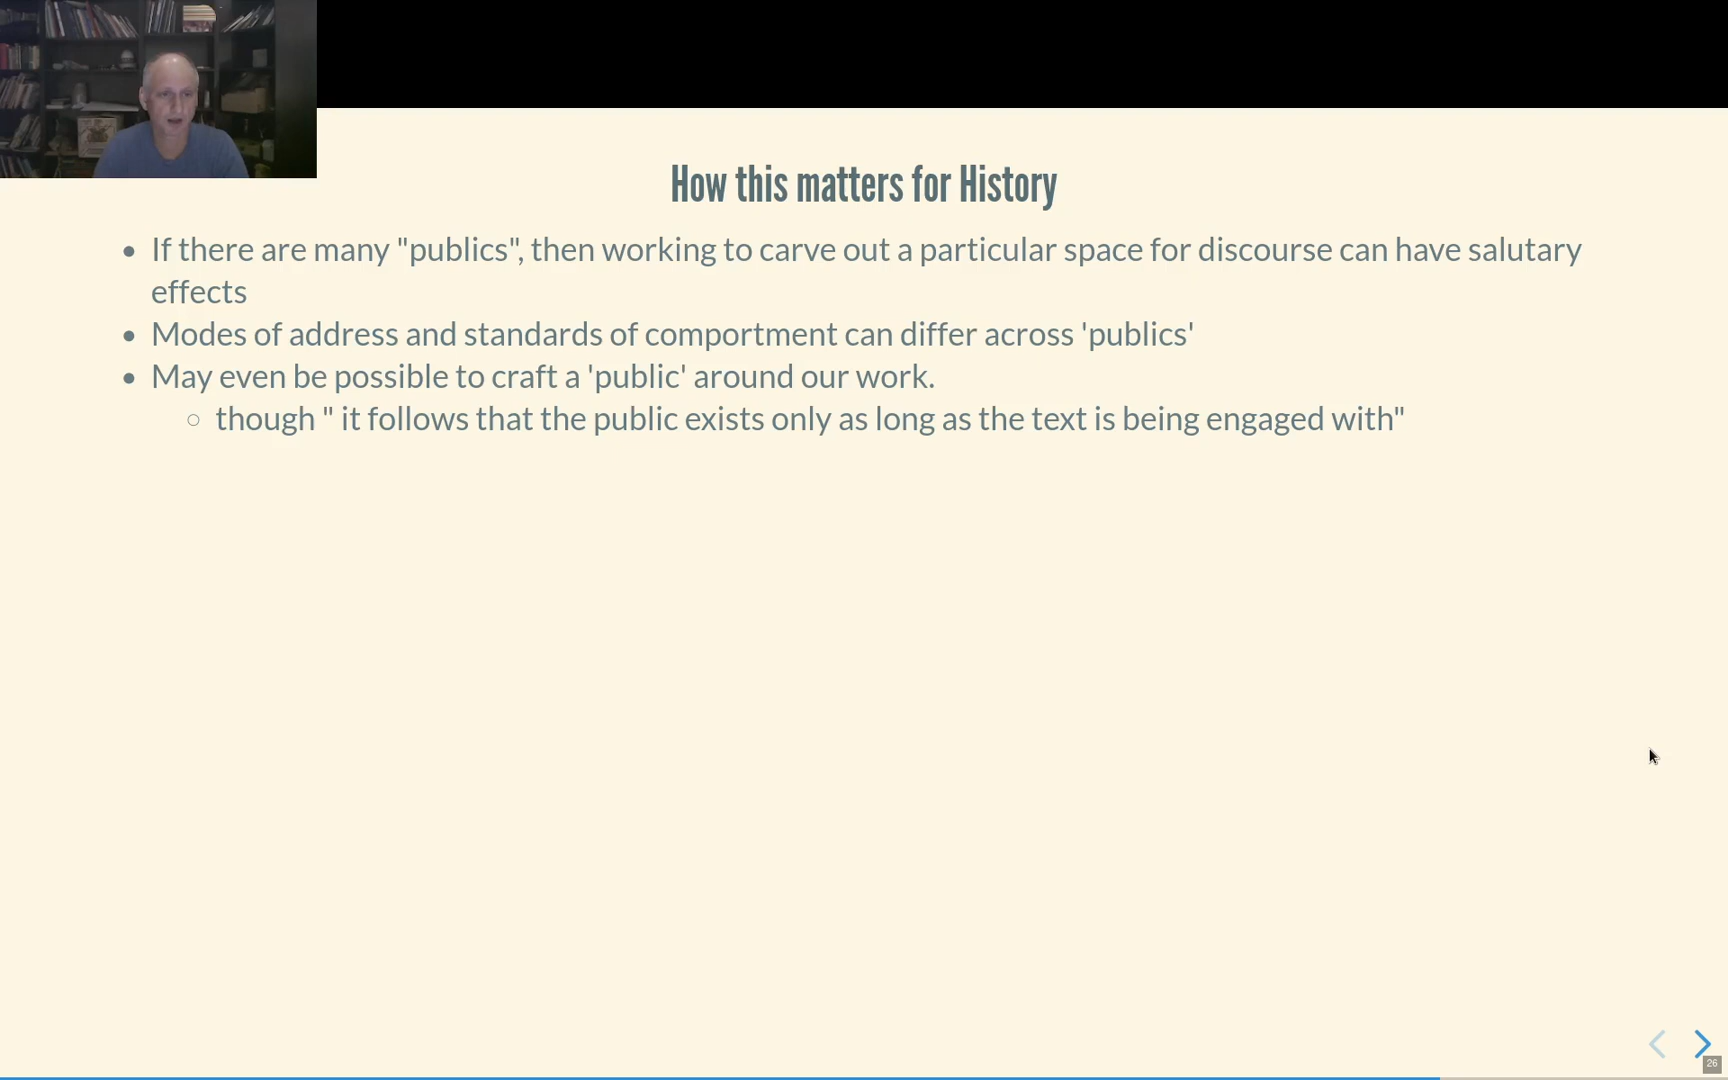 How this matters for History
If there are many "publics", then working to carve out a particular space for discourse can have salutary
effects
Modes of address and standards of comportment can differ across 'publics'
May even be possible to craft a 'public' around our work.
though " it follows that the public exists only as long as the text is being engaged with"
26